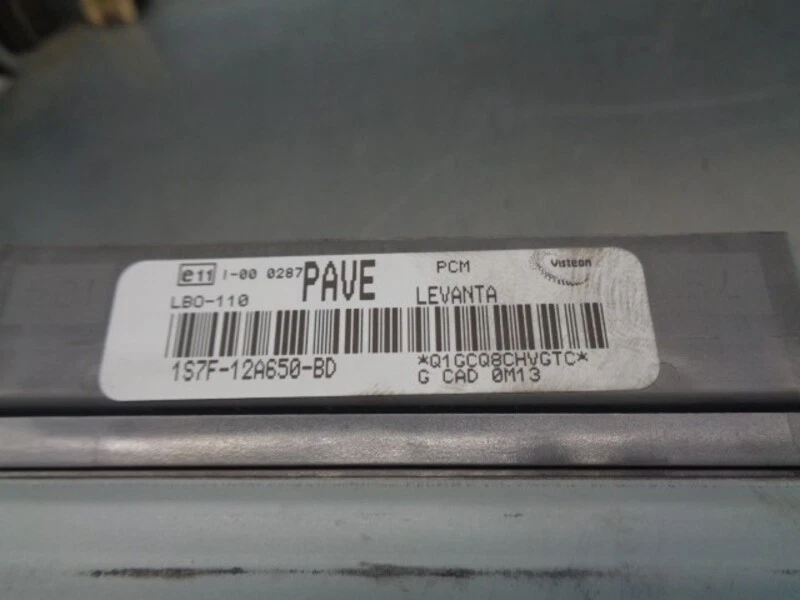 e11 I-00 0287 PAVE PCM Visteon
LBO-110 LEVANTA
1S7F-12A650-BD *Q1GCQ8CHVGTC*
G CAD 0M13